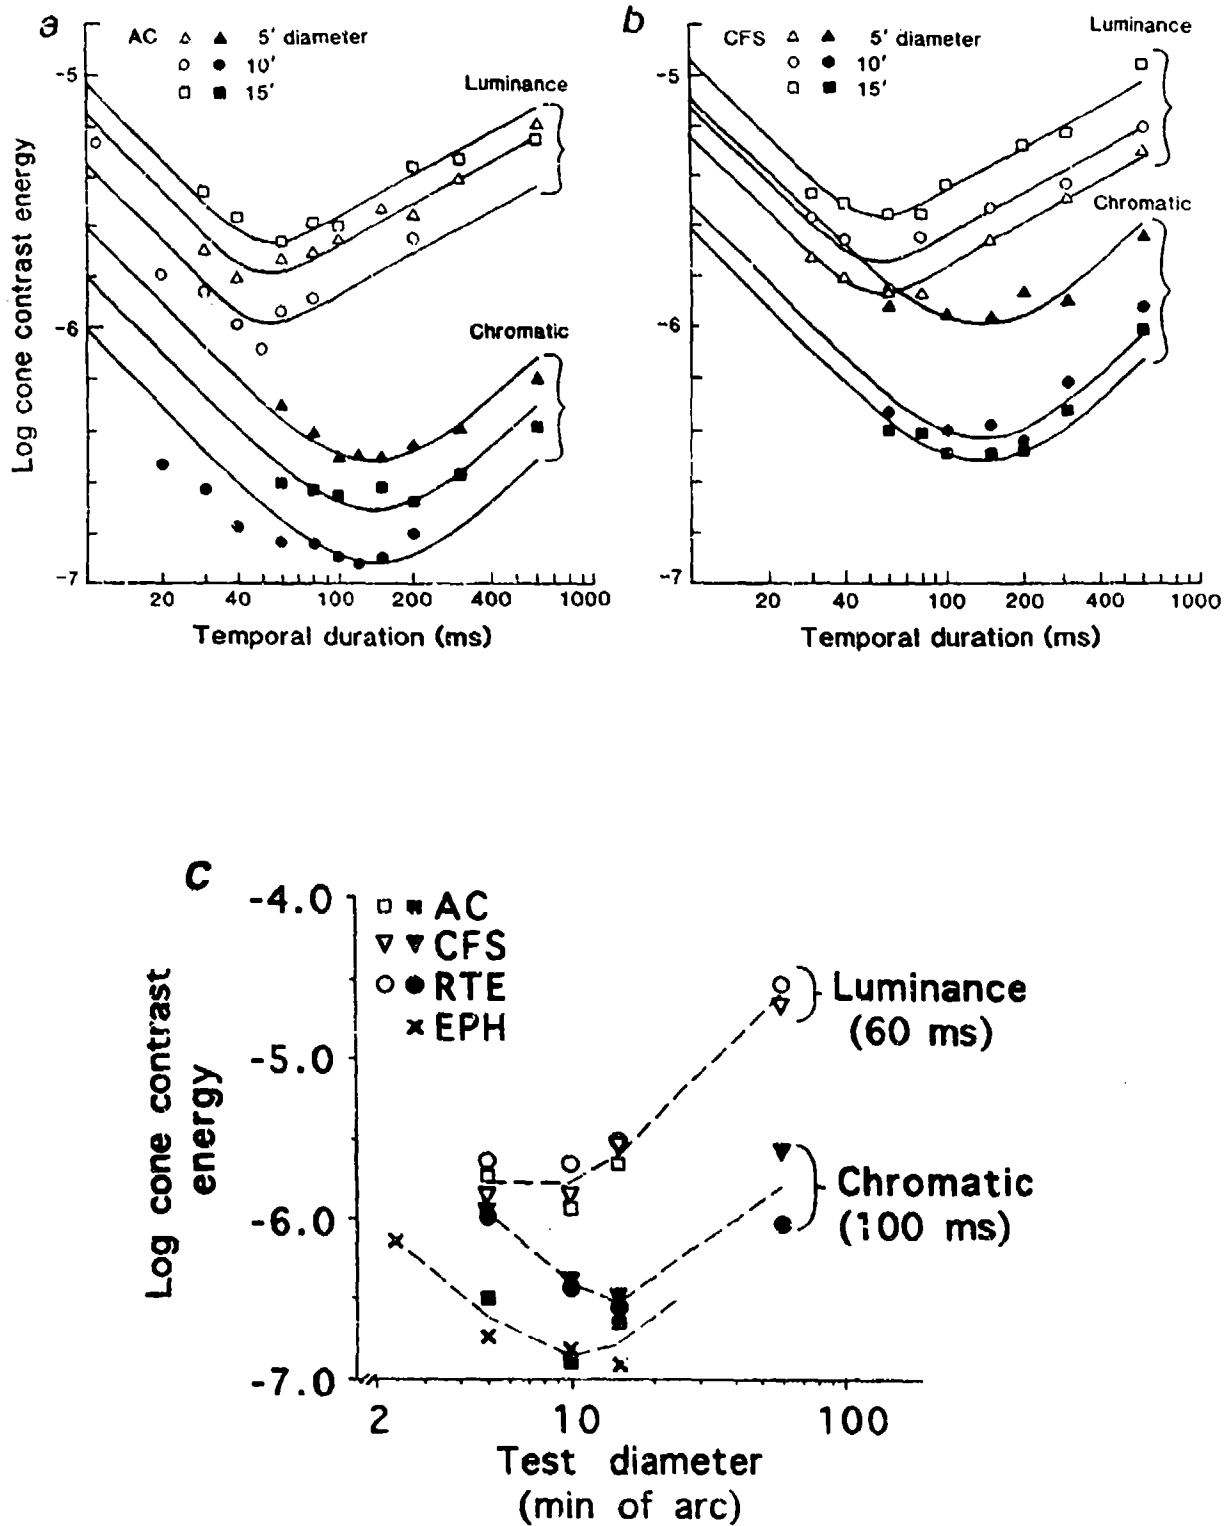 a
AC △ ▲ 5' diameter
○ ● 10'
□ ■ 15'
Luminance
Chromatic
Log cone contrast energy
-5
-6
-7
20 40 100 200 400 1000
Temporal duration (ms)
b
CFS △ ▲ 5' diameter
○ ● 10'
□ ■ 15'
Luminance
Chromatic
-5
-6
-7
20 40 100 200 400 1000
Temporal duration (ms)
c
□ ■ AC
▽ ▼ CFS
○ ● RTE
× EPH
Luminance
(60 ms)
Chromatic
(100 ms)
Log cone contrast
energy
-4.0
-5.0
-6.0
-7.0
2 10 100
Test diameter
(min of arc)